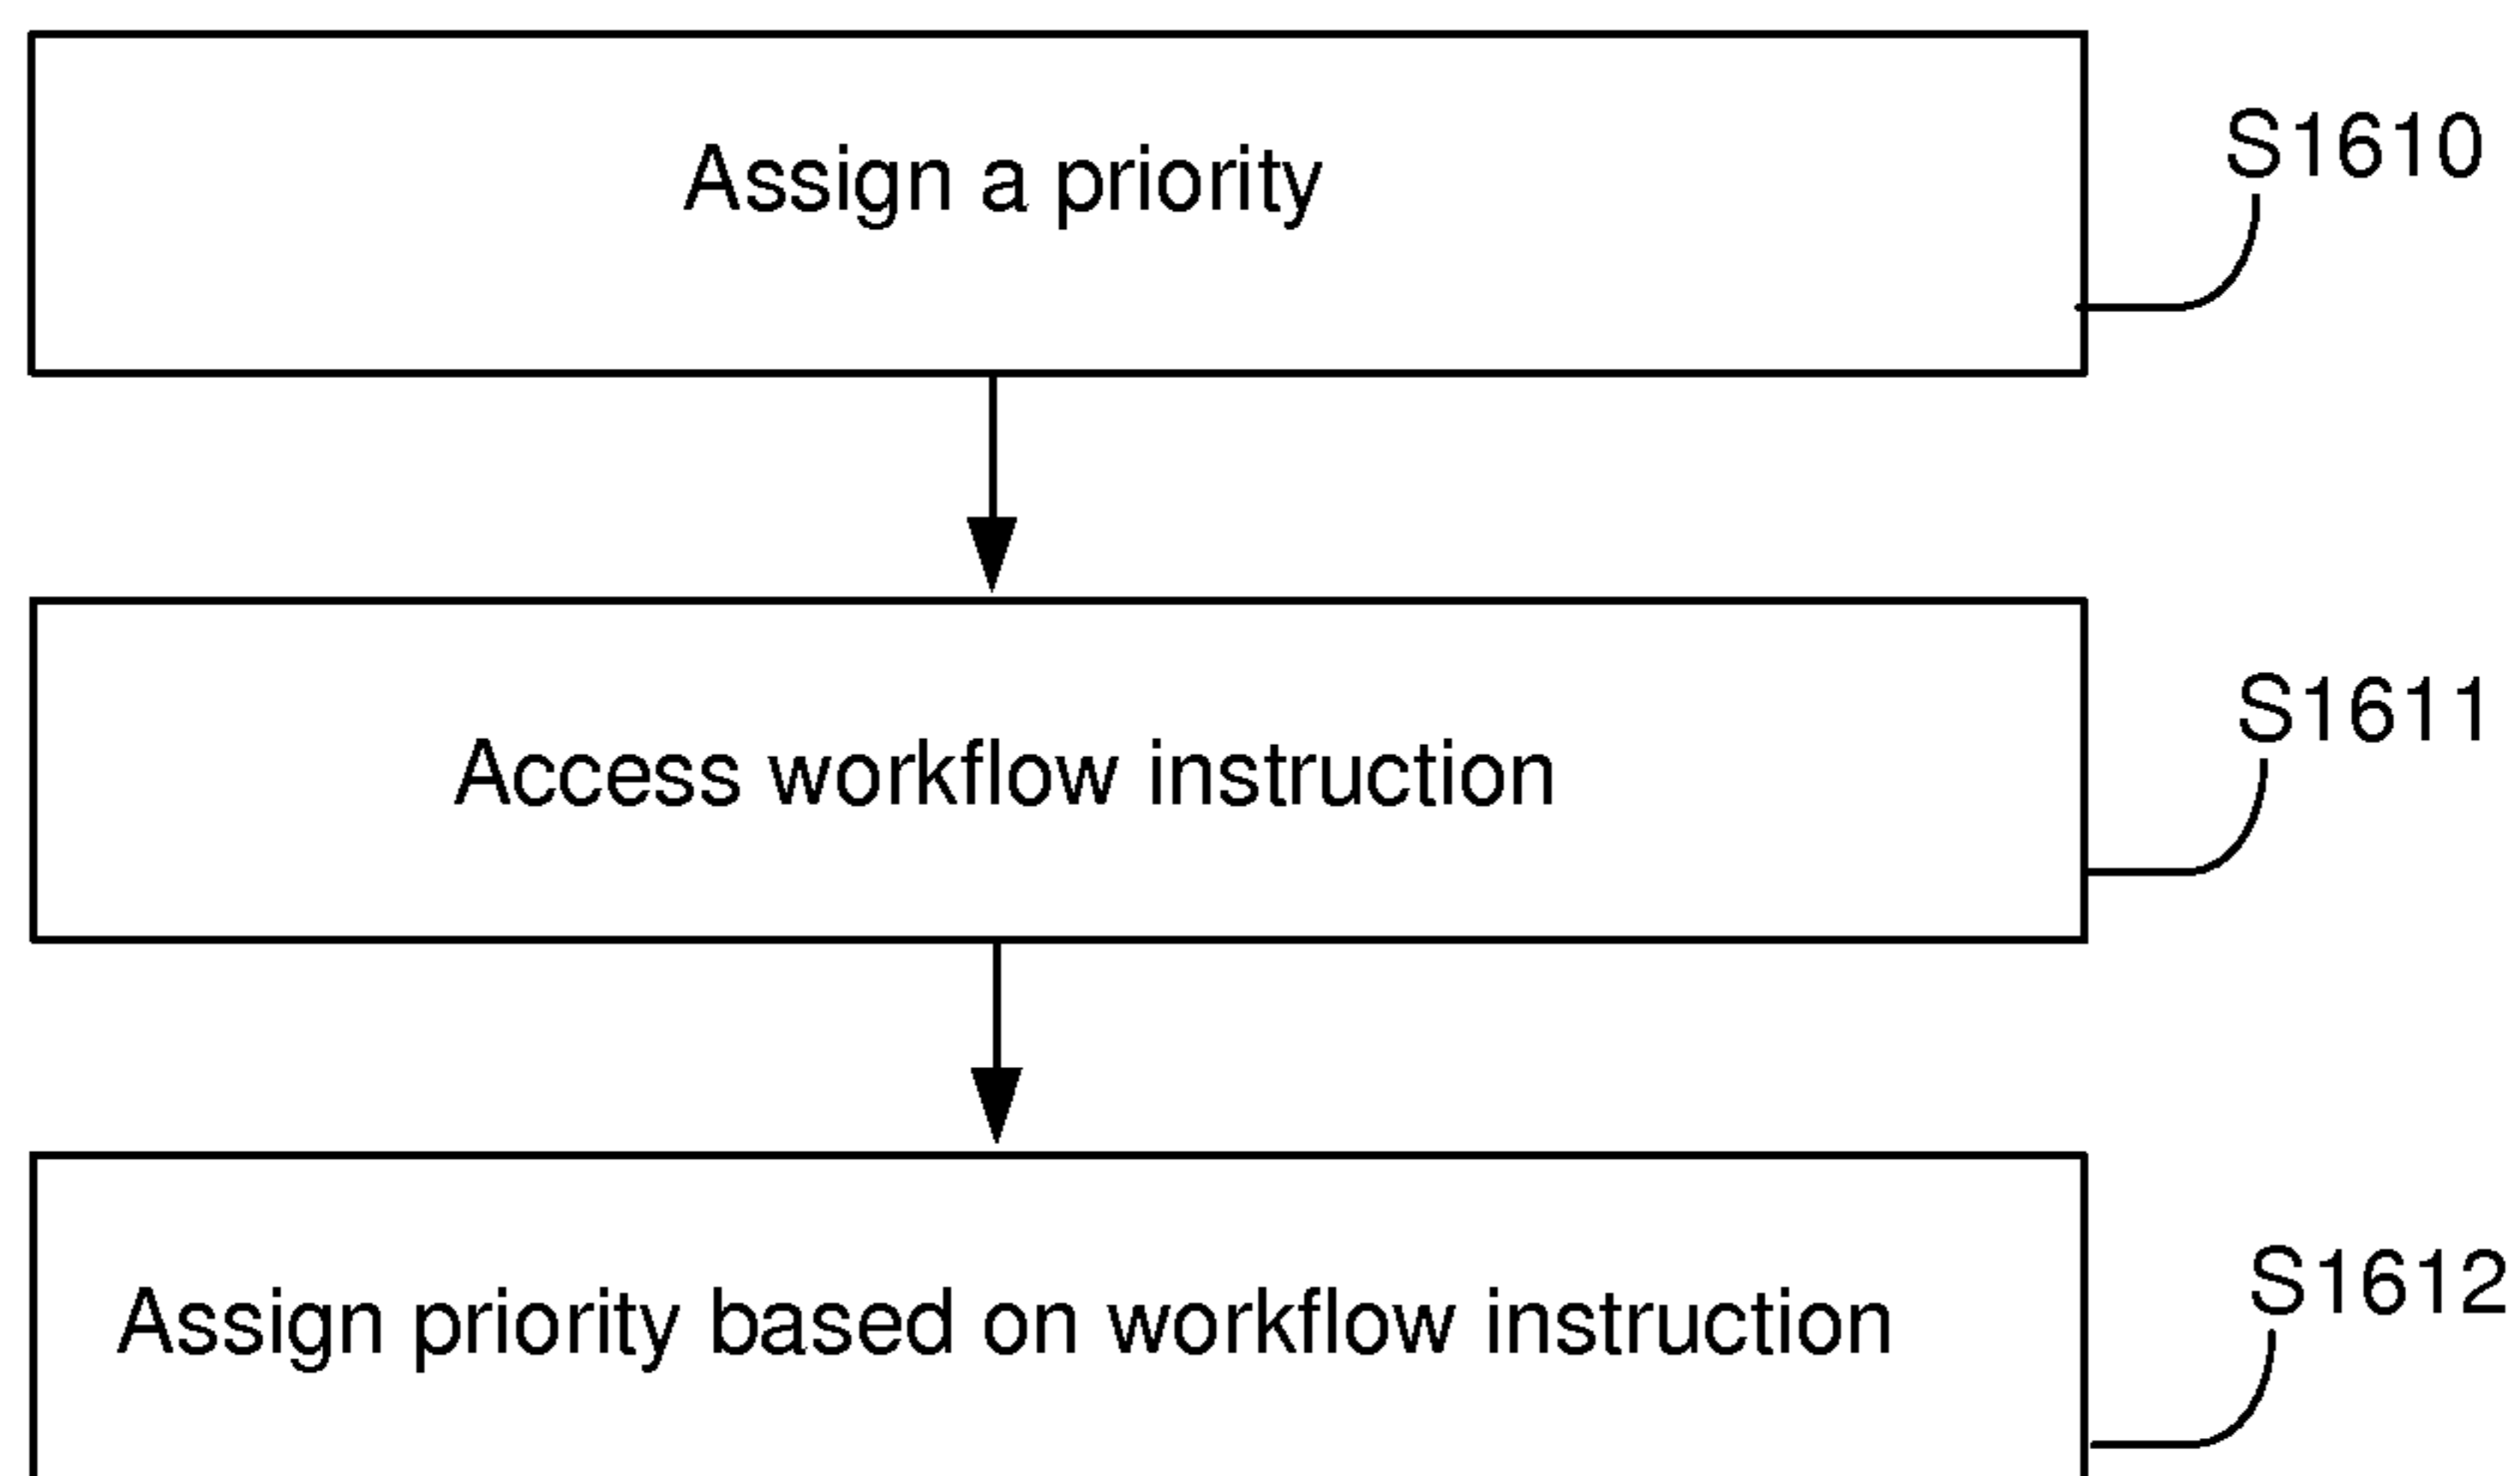 Assign a priority
S1610
Access workflow instruction
S1611
Assign priority based on workflow instruction
S1612